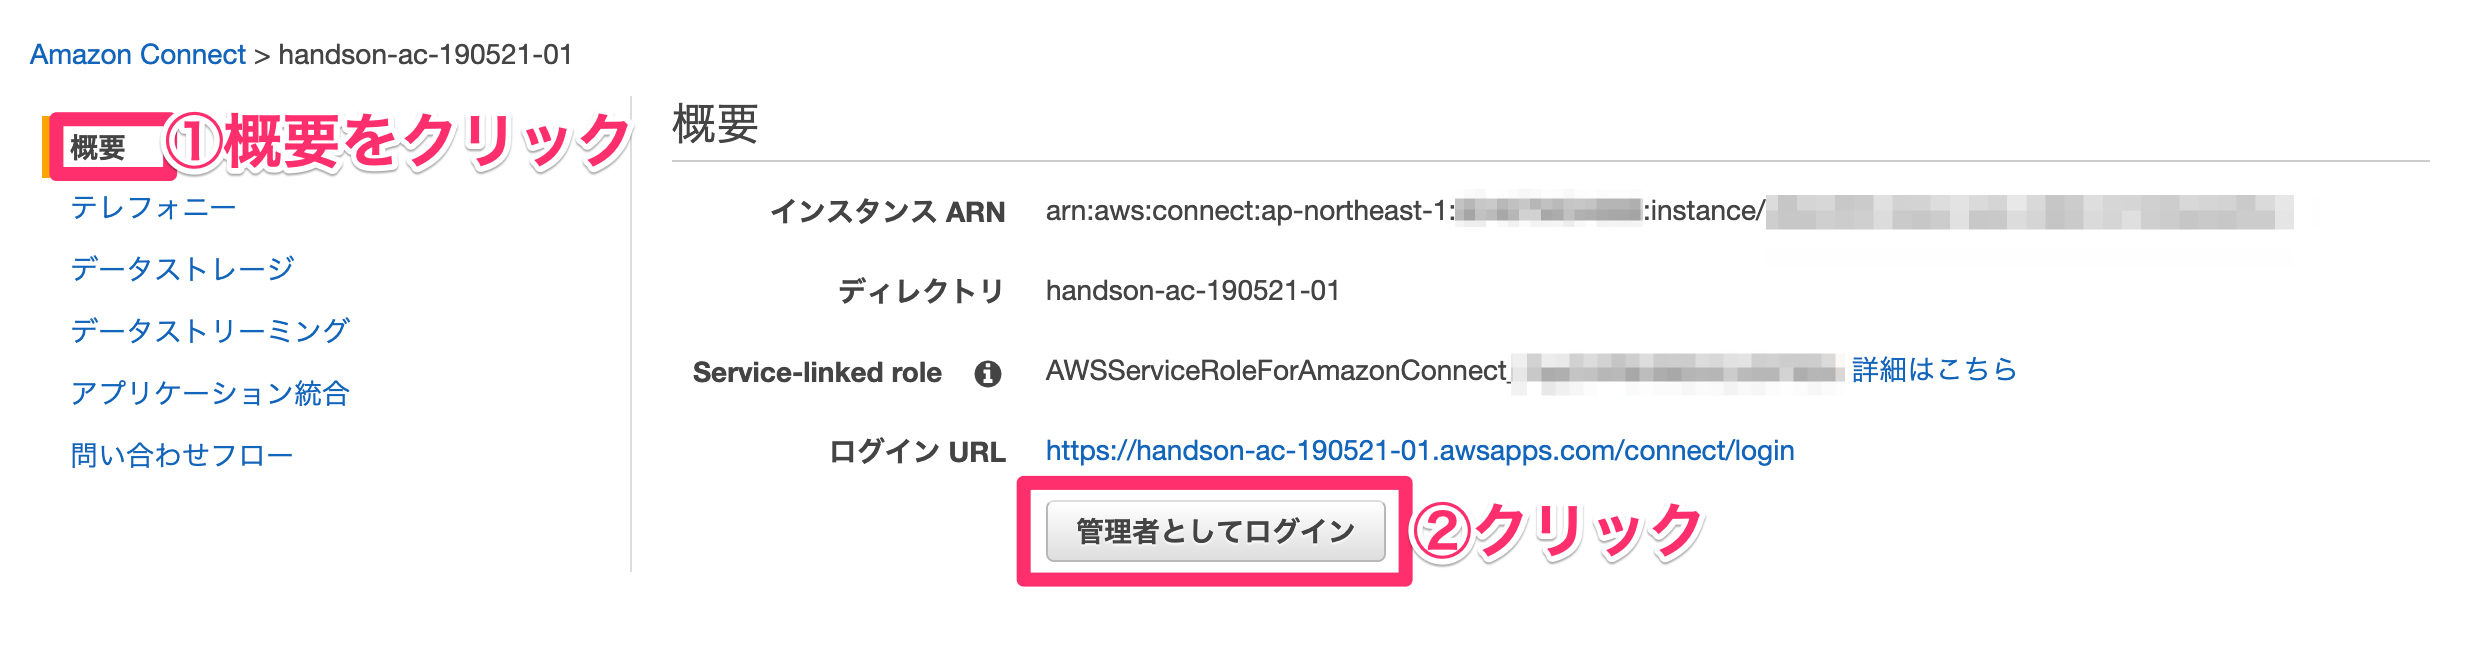 Amazon Connect > handson-ac-190521-01
概要
①概要をクリック
テレフォニー
データストレージ
データストリーミング
アプリケーション統合
問い合わせフロー
概要
インスタンス ARN arn:aws:connect:ap-northeast-1: :instance/
ディレクトリ handson-ac-190521-01
Service-linked role AWSServiceRoleForAmazonConnect_ 詳細はこちら
ログイン URL https://handson-ac-190521-01.awsapps.com/connect/login
管理者としてログイン
②クリック